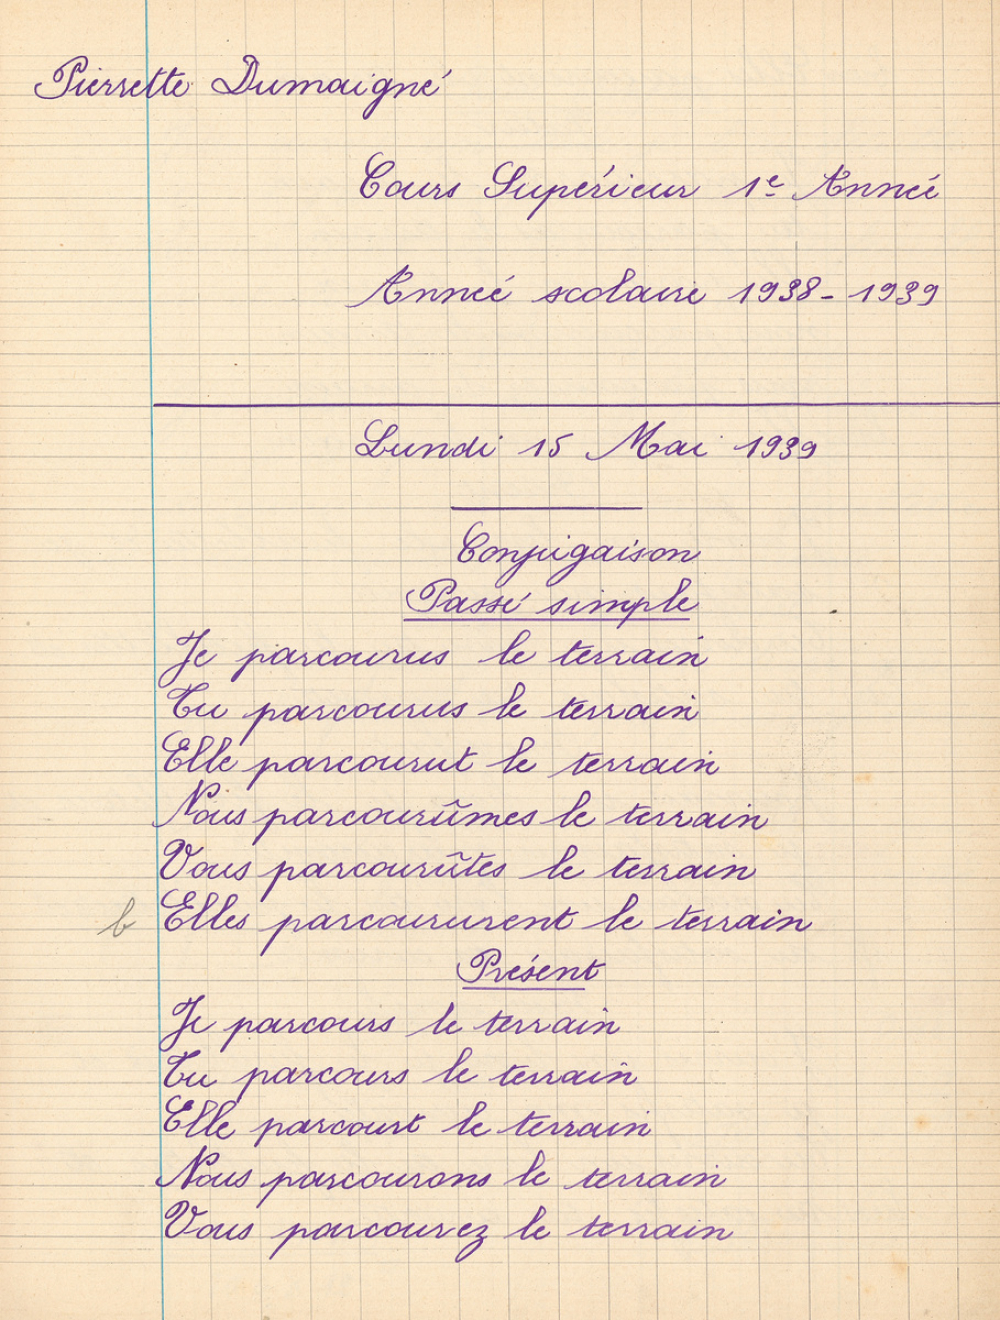 Pierrette Dumaigné
Cours Supérieur 1e Année
Année scolaire 1938-1939
Lundi 15 Mai 1939
Conjugaison
Passé simple
Je parcourus le terrain
Tu parcourus le terrain
Elle parcourut le terrain
Nous parcourûmes le terrain
Vous parcourûtes le terrain
b Elles parcoururent le terrain
Présent
Je parcours le terrain
Tu parcours le terrain
Elle parcourt le terrain
Nous parcourons le terrain
Vous parcourez le terrain